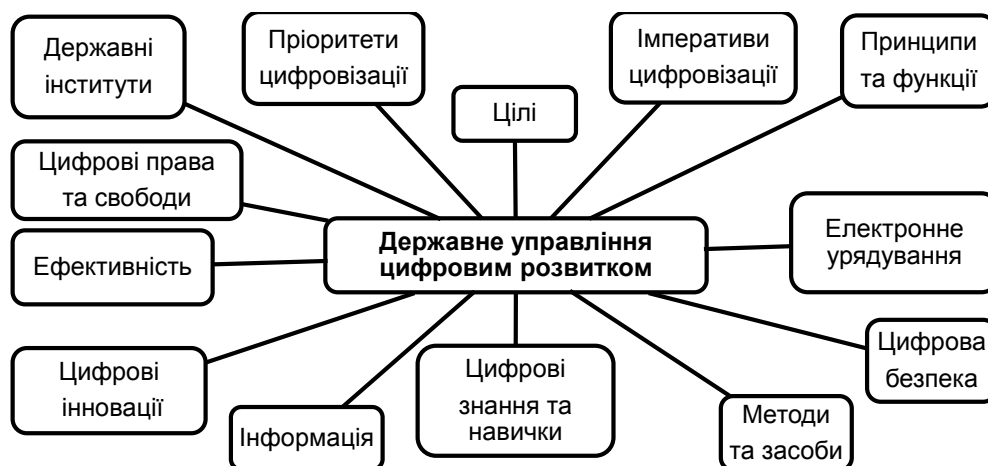 Державні
інститути
Пріоритети
цифровізації
Цілі
Імперативи
цифровізації
Принципи
та функції
Цифрові права
та свободи
Державне управління
цифровим розвитком
Електронне
урядування
Ефективність
Цифрові
інновації
Інформація
Цифрові
знання та
навички
Методи
та засоби
Цифрова
безпека